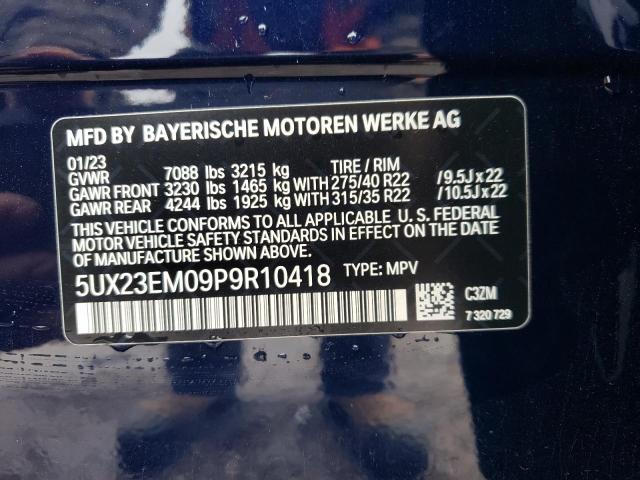 MFD BY BAYERISCHE MOTOREN WERKE AG
01/23
GVWR 7088 lbs 3215 kg TIRE / RIM
GAWR FRONT 3230 lbs 1465 kg WITH 275/40 R22 /9.5J x 22
GAWR REAR 4244 lbs 1925 kg WITH 315/35 R22 /10.5J x 22
THIS VEHICLE CONFORMS TO ALL APPLICABLE U. S. FEDERAL
MOTOR VEHICLE SAFETY STANDARDS IN EFFECT ON THE DATE
OF MANUFACTURE SHOWN ABOVE.
5UX23EM09P9R10418 TYPE: MPV
C3ZM
7 320 729